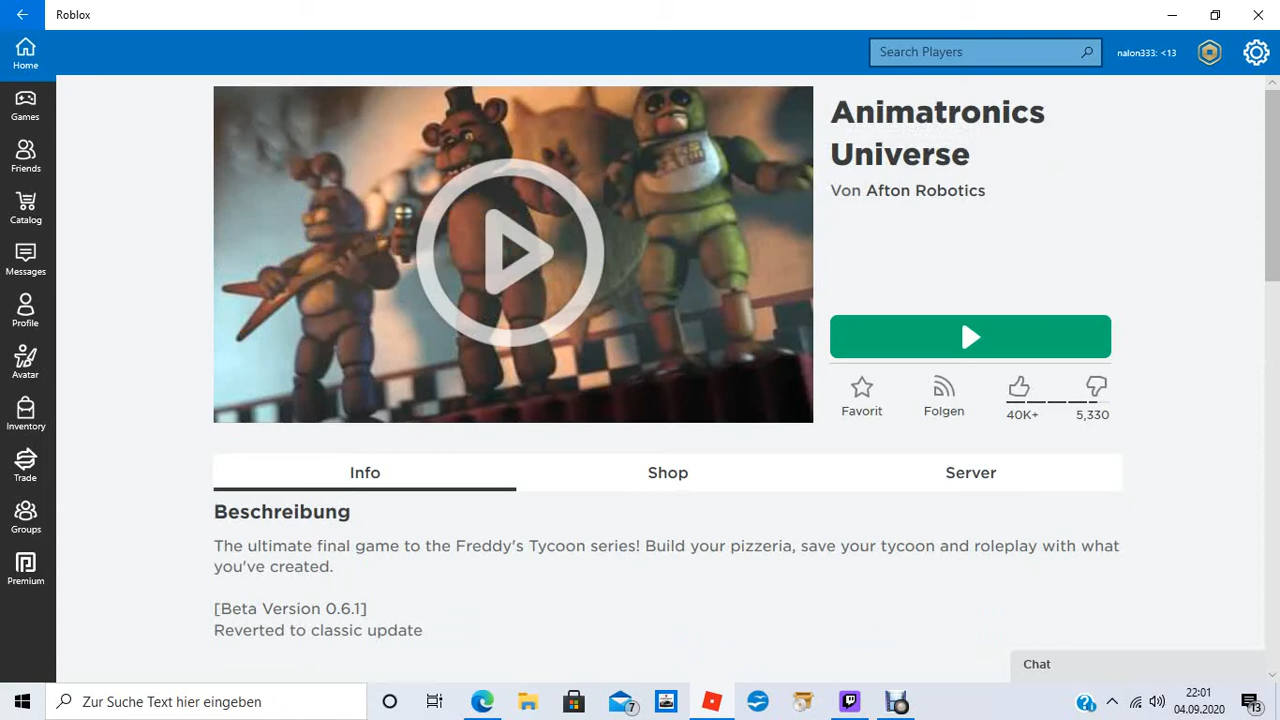 Roblox
Search Players
nalon333: <13
Home
Games
Friends
Catalog
Messages
Profile
Avatar
Inventory
Trade
Groups
Premium
Animatronics
Universe
Von Afton Robotics
Favorit
Folgen
40K+
5,330
Info
Shop
Server
Beschreibung
The ultimate final game to the Freddy's Tycoon series! Build your pizzeria, save your tycoon and roleplay with what
you've created.
[Beta Version 0.6.1]
Reverted to classic update
Chat
Zur Suche Text hier eingeben
7
22:01
04.09.2020
13